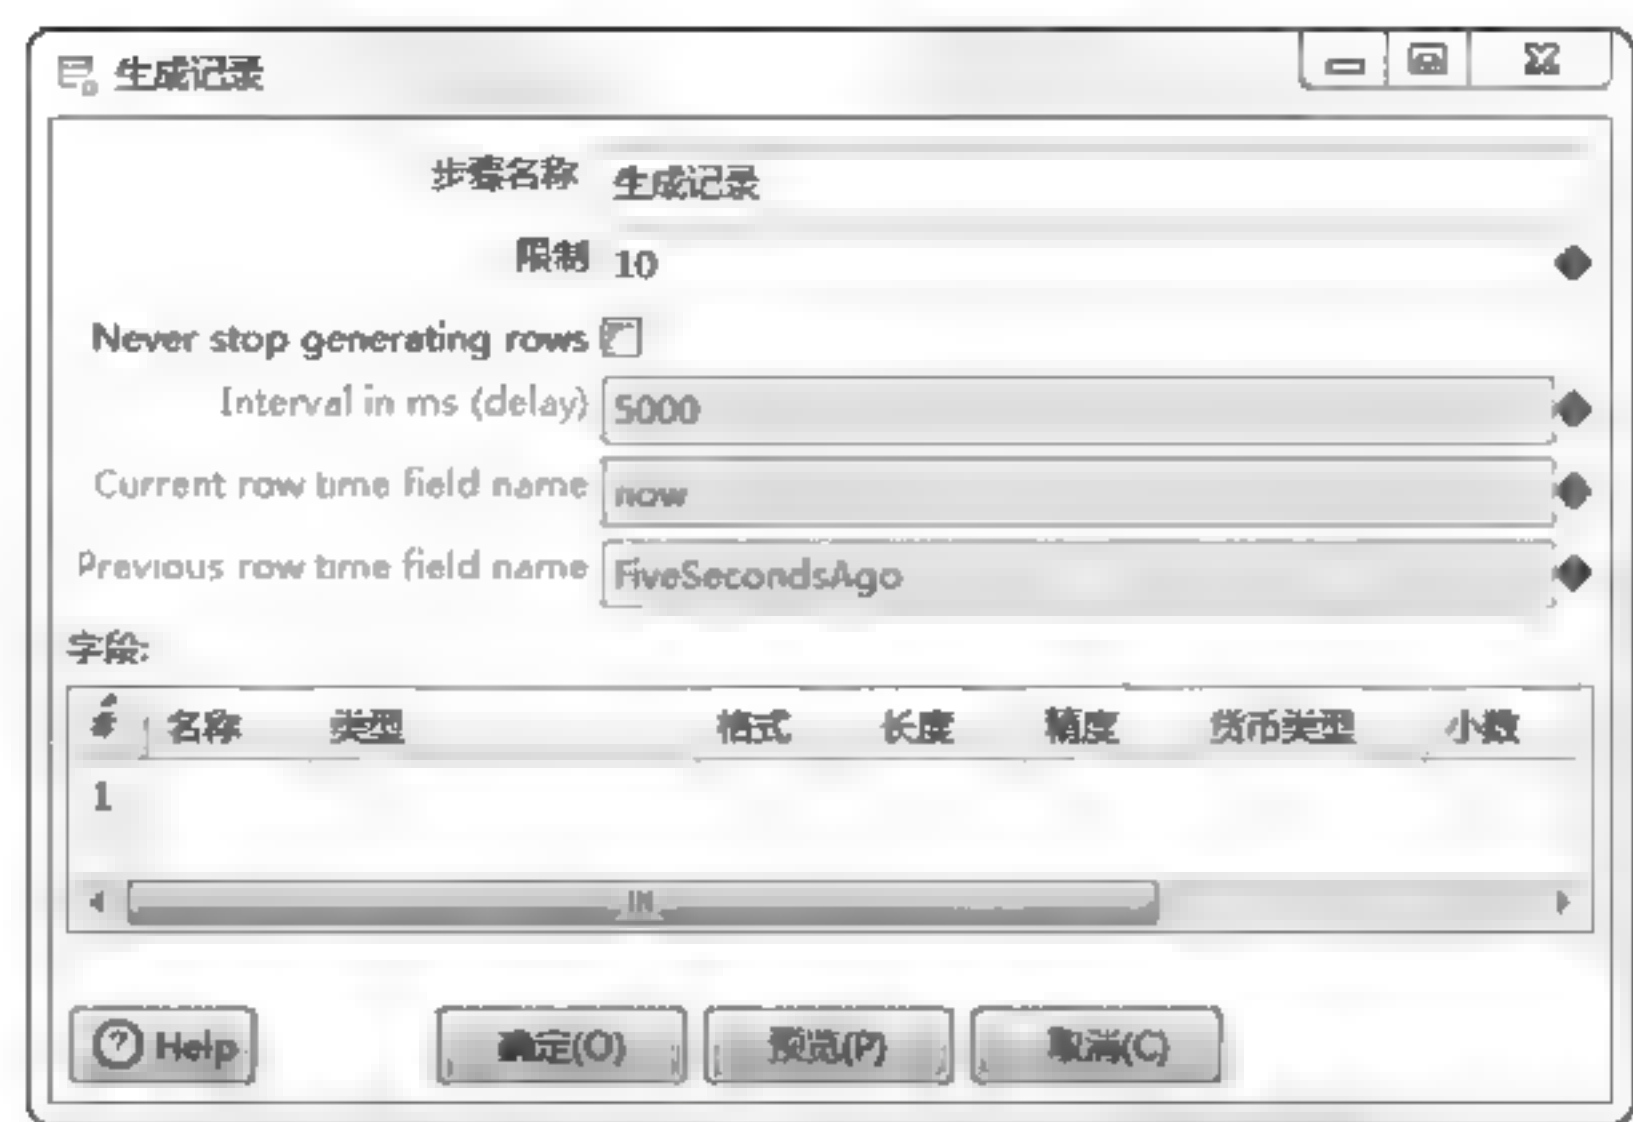 生成记录
步骤名称 生成记录
限制 10
Never stop generating rows
Interval in ms (delay) 5000
Current row time field name now
Previous row time field name FiveSecondsAgo
字段:
# 名称 类型 格式 长度 精度 货币类型 小数
1
Help 确定(O) 预览(P) 取消(C)